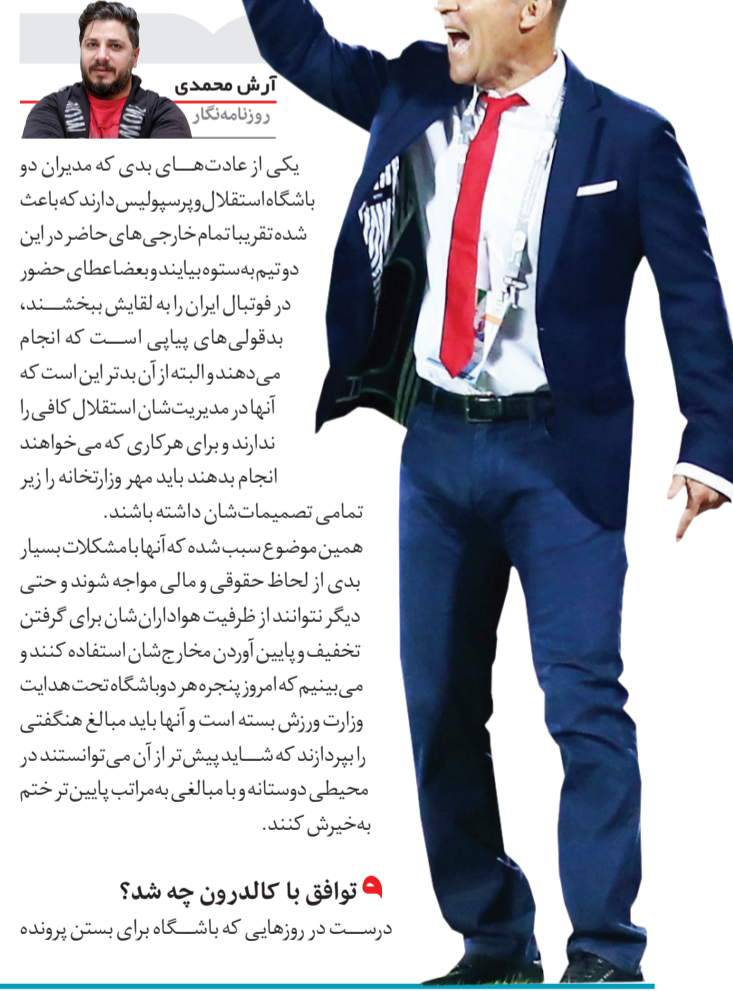 آرش محمدی
روزنامه‌نگار
یکی از عادت‌هـــای بدی که مدیران دو
باشگاه استقلال و پرسپولیس دارند که باعث
شده تقریبا تمام خارجی‌های حاضر در این
دو تیم به ستوه بیایند و بعضا عطای حضور
در فوتبال ایران را به لقایش ببخشـــند،
بدقولی‌های پیاپی اســـت که انجام
می‌دهند و البته از آن بدتر این است که
آنها در مدیریت‌شان استقلال کافی را
ندارند و برای هرکاری که می‌خواهند
انجام بدهند باید مهر وزارتخانه را زیر
تمامی تصمیمات‌شان داشته باشند.
همین موضوع سبب شده که آنها با مشکلات بسیار
بدی از لحاظ حقوقی و مالی مواجه شوند و حتی
دیگر نتوانند از ظرفیت هواداران‌شان برای گرفتن
تخفیف و پایین آوردن مخارج‌شان استفاده کنند و
می‌بینیم که امروز پنجره هر دو باشگاه تحت هدایت
وزارت ورزش بسته است و آنها باید مبالغ هنگفتی
را بپردازند که شـــاید پیش‌تر از آن می‌توانستند در
محیطی دوستانه و با مبالغی به‌مراتب پایین‌تر ختم
به‌خیرش کنند.
توافق با کالدرون چه شد؟
درســـت در روزهایی که باشـــگاه برای بستن پرونده